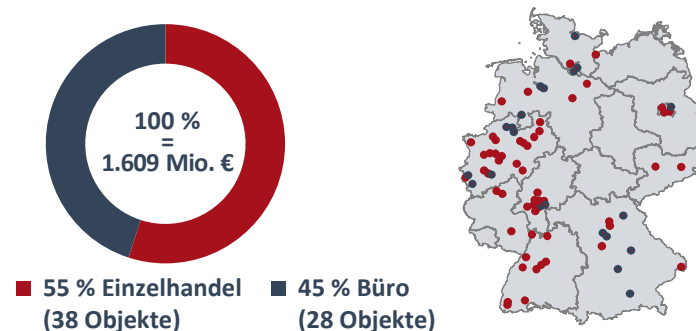 100 %
=
1.609 Mio. €
55 % Einzelhandel
(38 Objekte)
45 % Büro
(28 Objekte)